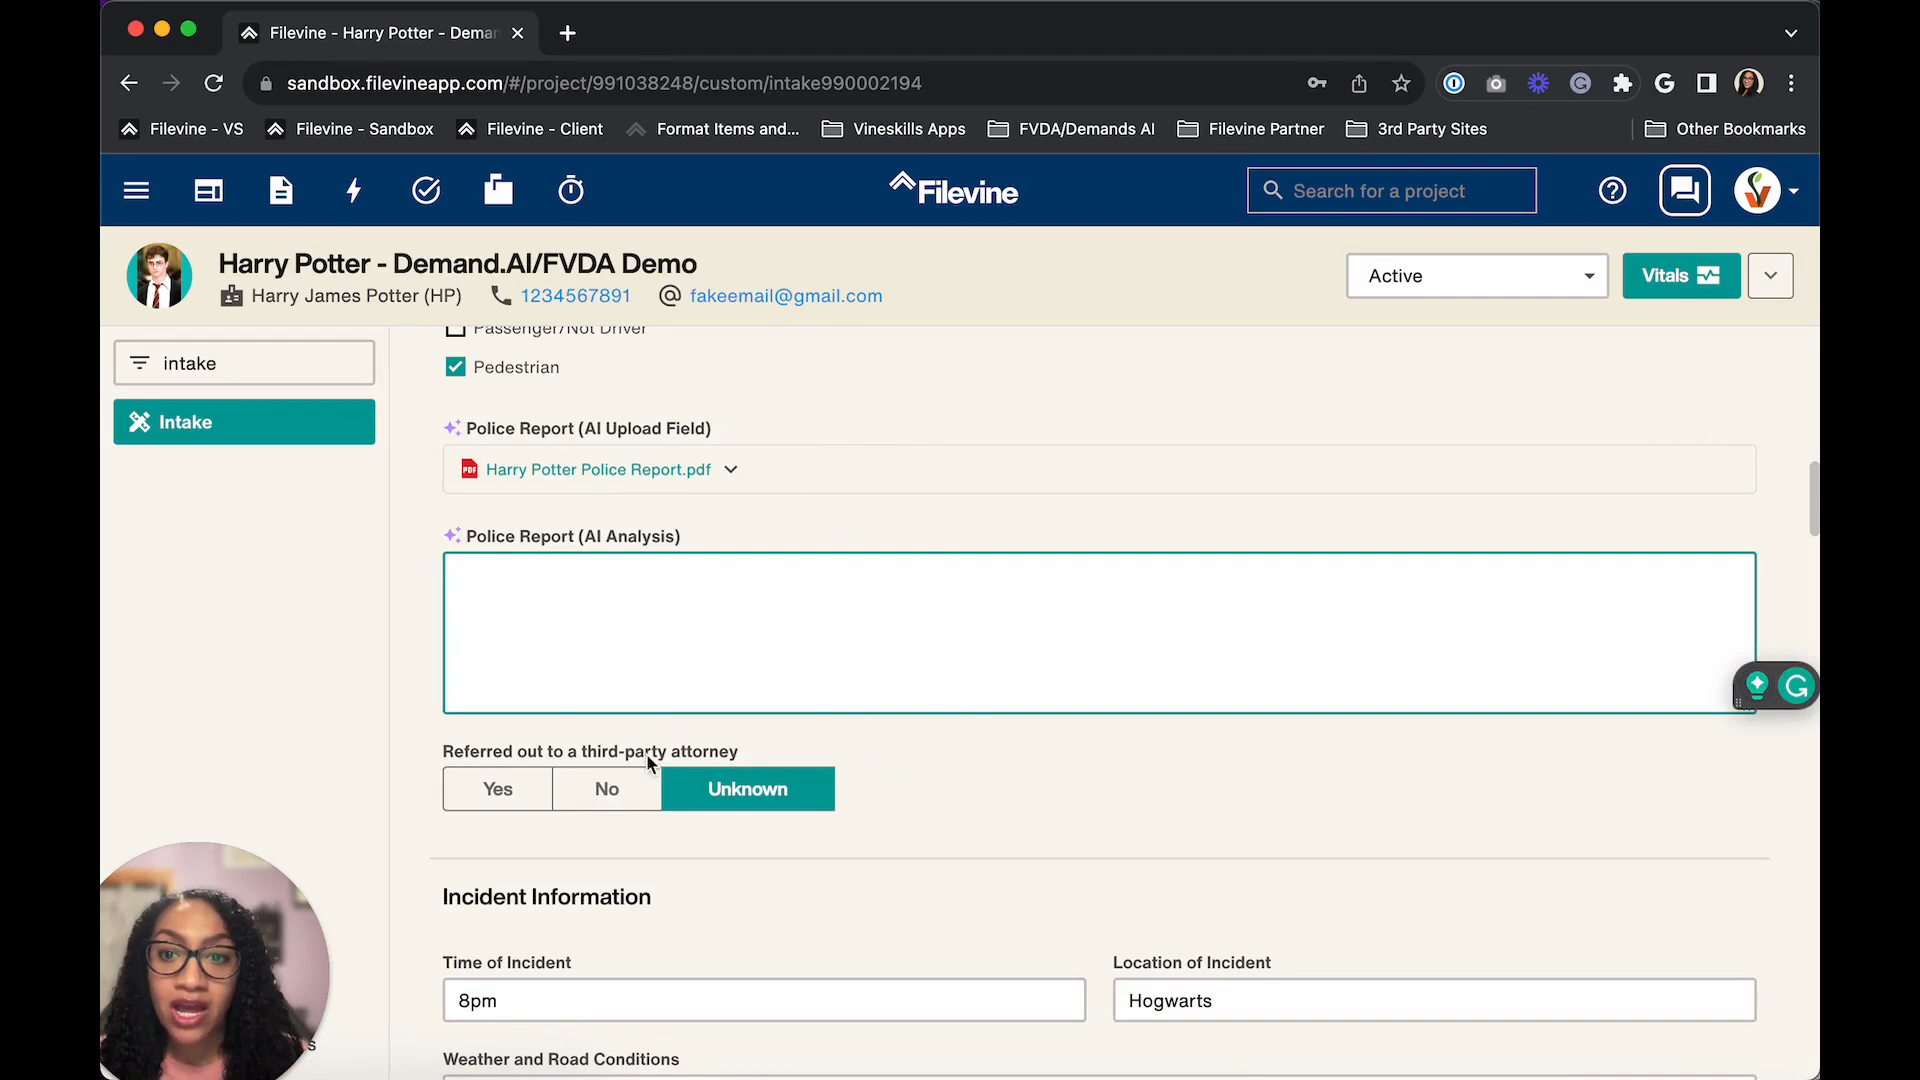 Filevine - Harry Potter - Deman
sandbox.filevineapp.com/#/project/991038248/custom/intake990002194
Filevine - VS
Filevine - Sandbox
Filevine - Client
Format Items and...
Vineskills Apps
FVDA/Demands AI
Filevine Partner
3rd Party Sites
Other Bookmarks
Filevine
Search for a project
Harry Potter - Demand.AI/FVDA Demo
Harry James Potter (HP)
1234567891
fakeemail@gmail.com
Active
Vitals
intake
Intake
Passenger/Not Driver
Pedestrian
Police Report (AI Upload Field)
PDF
Harry Potter Police Report.pdf
Police Report (AI Analysis)
Referred out to a third-party attorney
Yes
No
Unknown
Incident Information
Time of Incident
Location of Incident
8pm
Hogwarts
s
Weather and Road Conditions